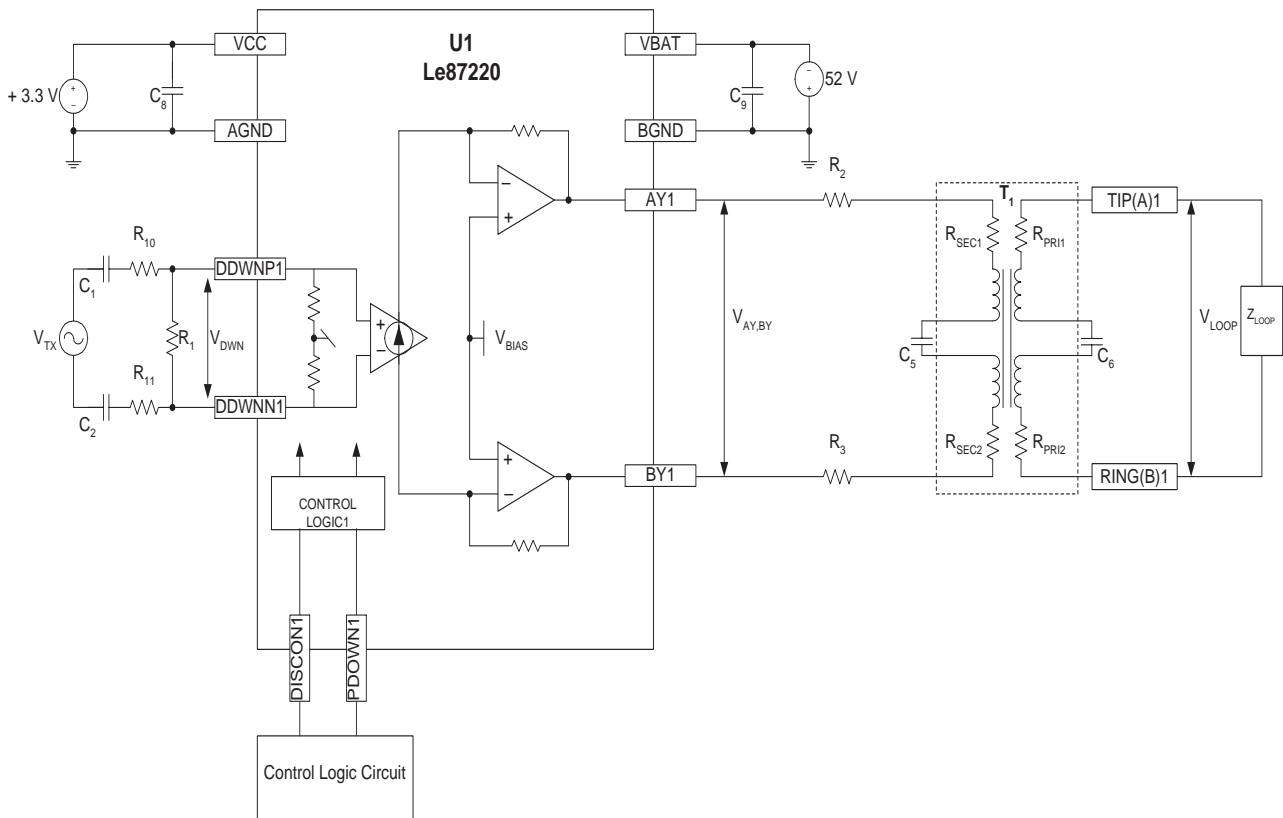 VCC
U1
Le87220
VBAT
+ 3.3 V
+
−
C8
C9
−
+
52 V
AGND
BGND
R2
T1
−
+
AY1
TIP(A)1
R10
RSEC1
RPRI1
C1
DDWNP1
VTX
R1
VDWN
+
−
VBIAS
VAY,BY
C5
C6
VLOOP
ZLOOP
R11
C2
DDWNN1
+
−
R3
RSEC2
RPRI2
BY1
RING(B)1
CONTROL
LOGIC1
DISCON1
PDOWN1
Control Logic Circuit